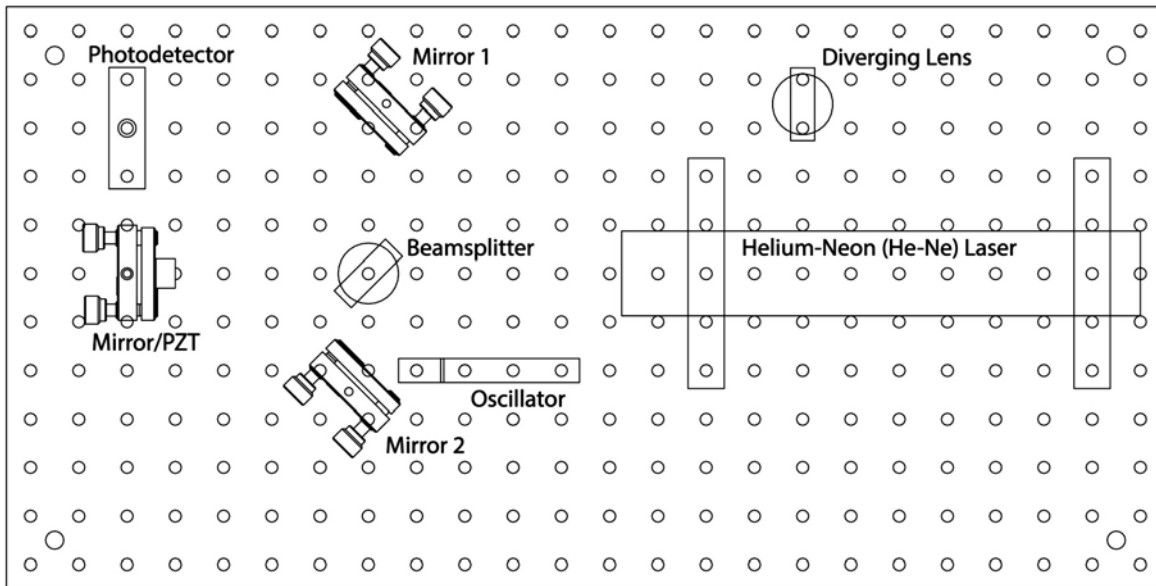 Photodetector
Mirror 1
Diverging Lens
Beamsplitter
Helium-Neon (He-Ne) Laser
Mirror/PZT
Oscillator
Mirror 2